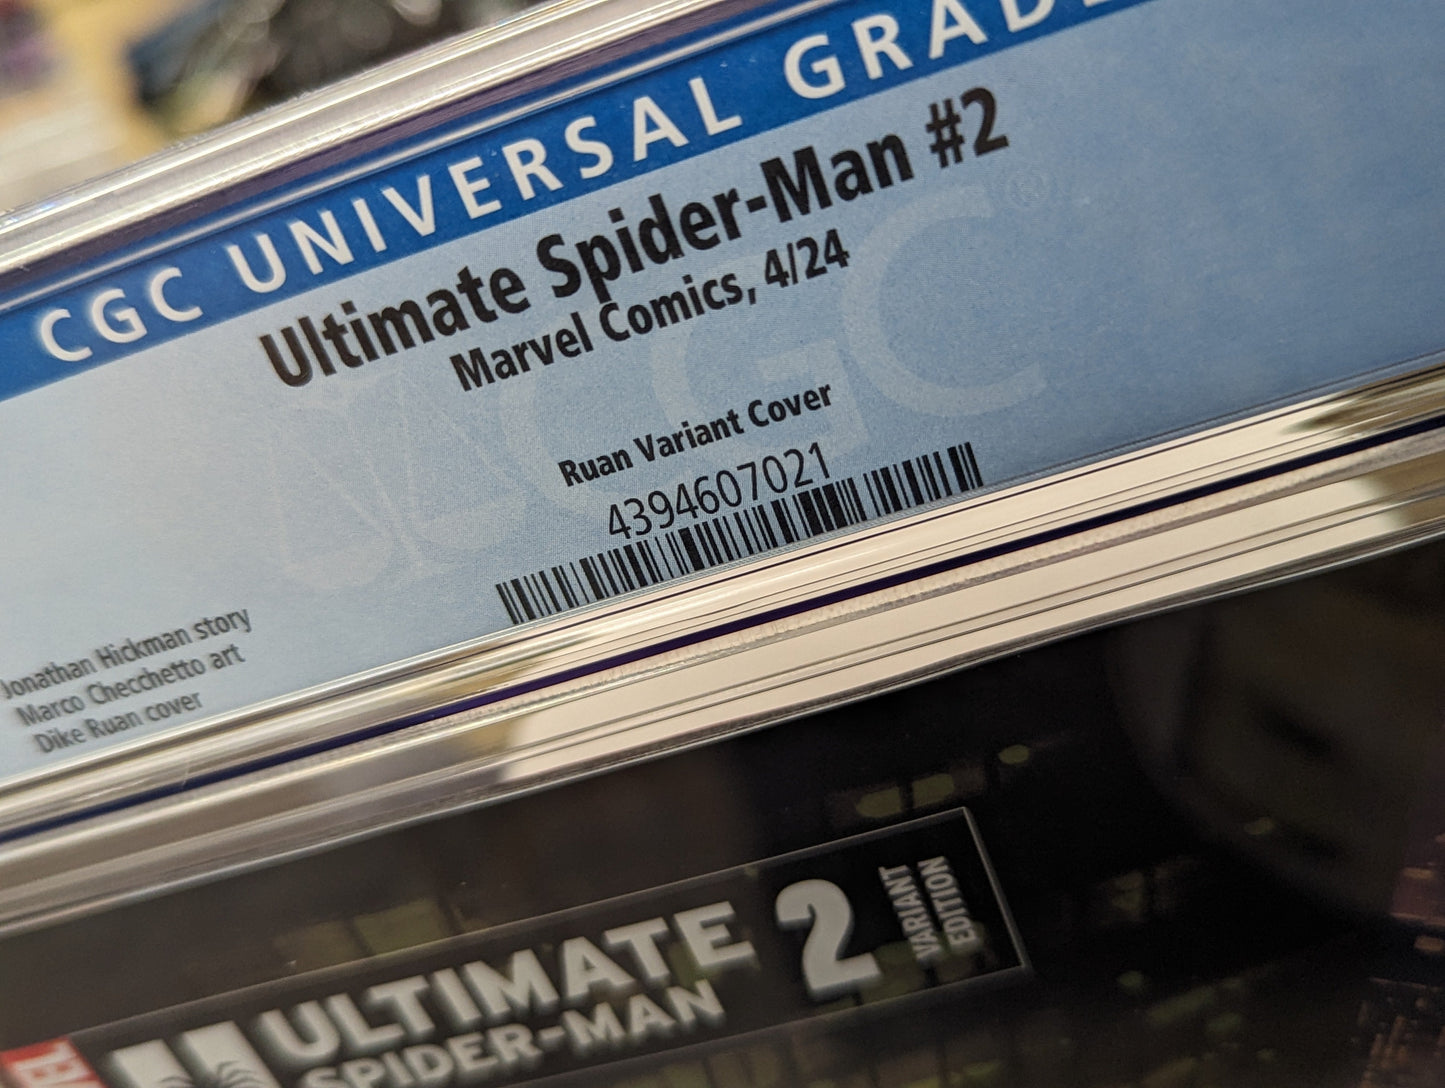 CGC UNIVERSAL GRADE
Ultimate Spider-Man #2
Marvel Comics, 4/24
Ruan Variant Cover
4394607021
Jonathan Hickman story
Marco Checchetto art
Dike Ruan cover
CGC
ULTIMATE
SPIDER-MAN
2
VARIANT
EDITION